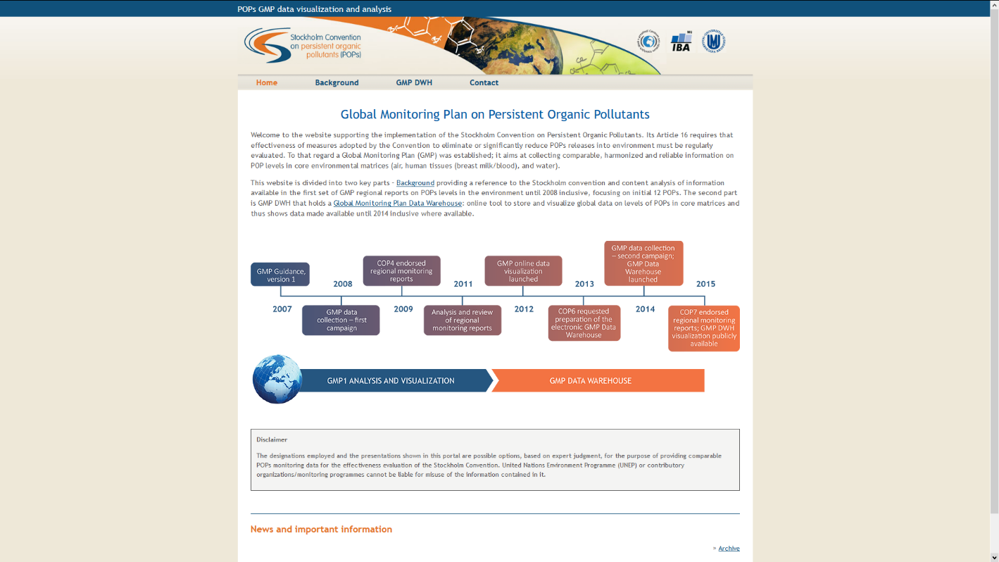 POPs GMP data visualization and analysis
Stockholm Convention
on persistent organic
pollutants (POPs)
Br
Br
Cl
Cl
MU
IBA
Home
Background
GMP DWH
Contact
Global Monitoring Plan on Persistent Organic Pollutants
Welcome to the website supporting the implementation of the Stockholm Convention on Persistent Organic Pollutants. Its Article 16 requires that
effectiveness of measures adopted by the Convention to eliminate or significantly reduce POPs releases into environment must be regularly
evaluated. To that regard a Global Monitoring Plan (GMP) was established; it aims at collecting comparable, harmonized and reliable information on
POP levels in core environmental matrices (air, human tissues (breast milk/blood), and water).
This website is divided into two key parts - Background providing a reference to the Stockholm convention and content analysis of information
available in the first set of GMP regional reports on POPs levels in the environment until 2008 inclusive, focusing on initial 12 POPs. The second part
is GMP DWH that holds a Global Monitoring Plan Data Warehouse: online tool to store and visualize global data on levels of POPs in core matrices and
thus shows data made available until 2014 inclusive where available.
GMP Guidance,
version 1
2007
2008
GMP data
collection – first
campaign
COP4 endorsed
regional monitoring
reports
2009
2011
Analysis and review
of regional
monitoring reports
GMP online data
visualization
launched
2012
2013
COP6 requested
preparation of the
electronic GMP Data
Warehouse
GMP data collection
– second campaign;
GMP Data
Warehouse
launched
2014
2015
COP7 endorsed
regional monitoring
reports; GMP DWH
visualization publicly
available
GMP1 ANALYSIS AND VISUALIZATION
GMP DATA WAREHOUSE
Disclaimer
The designations employed and the presentations shown in this portal are possible options, based on expert judgment, for the purpose of providing comparable
POPs monitoring data for the effectiveness evaluation of the Stockholm Convention. United Nations Environment Programme (UNEP) or contributory
organizations/monitoring programmes cannot be liable for misuse of the information contained in it.
News and important information
» Archive